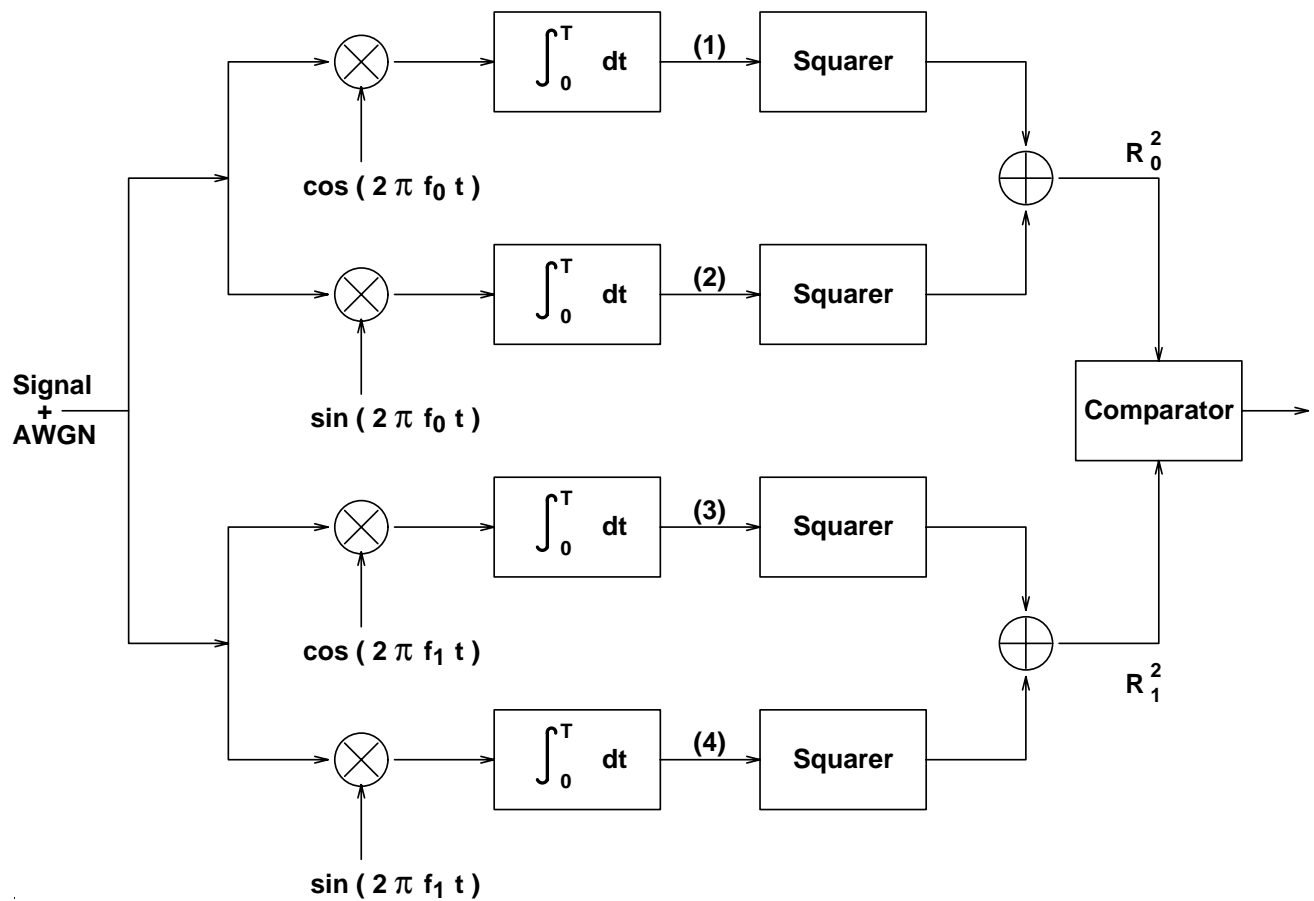 ∫₀ᵀ dt
(1)
Squarer
cos ( 2 π f₀ t )
R₀²
∫₀ᵀ dt
(2)
Squarer
sin ( 2 π f₀ t )
Signal
+
AWGN
Comparator
∫₀ᵀ dt
(3)
Squarer
cos ( 2 π f₁ t )
R₁²
∫₀ᵀ dt
(4)
Squarer
sin ( 2 π f₁ t )